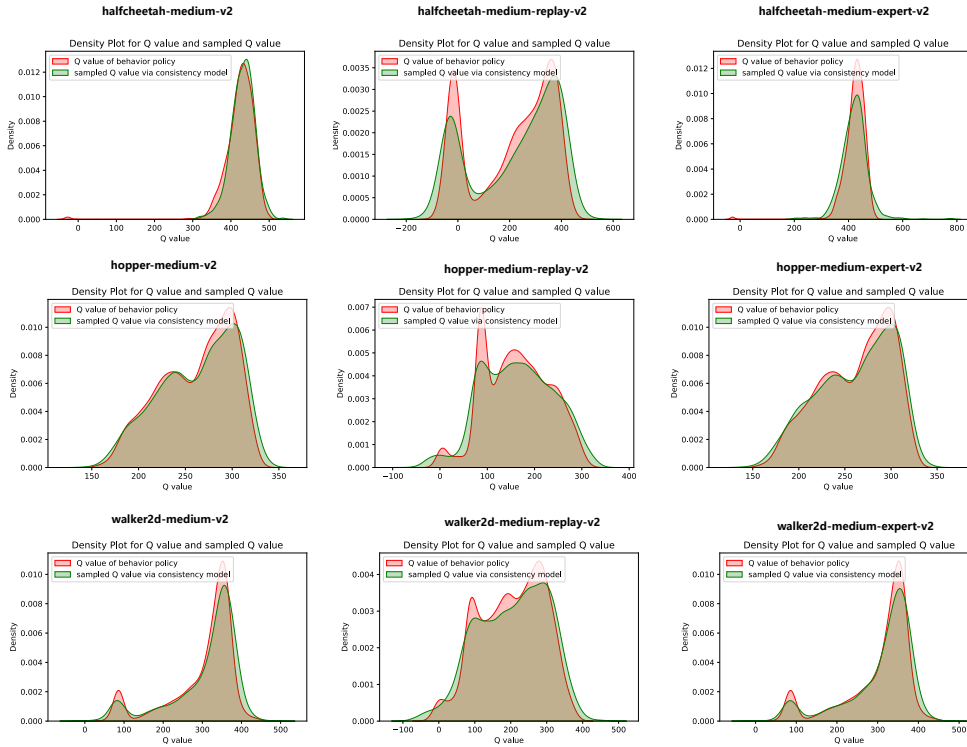 halfcheetah-medium-v2
Density Plot for Q value and sampled Q value
Q value of behavior policy
sampled Q value via consistency model
Density
0.012
0.010
0.008
0.006
0.004
0.002
0.000
0 100 200 300 400 500
Q value
halfcheetah-medium-replay-v2
Density Plot for Q value and sampled Q value
Q value of behavior policy
sampled Q value via consistency model
Density
0.0035
0.0030
0.0025
0.0020
0.0015
0.0010
0.0005
0.0000
−200 0 200 400 600
Q value
halfcheetah-medium-expert-v2
Density Plot for Q value and sampled Q value
Q value of behavior policy
sampled Q value via consistency model
Density
0.012
0.010
0.008
0.006
0.004
0.002
0.000
0 200 400 600 800
Q value
hopper-medium-v2
Density Plot for Q value and sampled Q value
Q value of behavior policy
sampled Q value via consistency model
Density
0.010
0.008
0.006
0.004
0.002
0.000
150 200 250 300 350
Q value
hopper-medium-replay-v2
Density Plot for Q value and sampled Q value
Q value of behavior policy
sampled Q value via consistency model
Density
0.007
0.006
0.005
0.004
0.003
0.002
0.001
0.000
−100 0 100 200 300 400
Q value
hopper-medium-expert-v2
Density Plot for Q value and sampled Q value
Q value of behavior policy
sampled Q value via consistency model
Density
0.010
0.008
0.006
0.004
0.002
0.000
150 200 250 300 350
Q value
walker2d-medium-v2
Density Plot for Q value and sampled Q value
Q value of behavior policy
sampled Q value via consistency model
Density
0.010
0.008
0.006
0.004
0.002
0.000
0 100 200 300 400 500
Q value
walker2d-medium-replay-v2
Density Plot for Q value and sampled Q value
Q value of behavior policy
sampled Q value via consistency model
Density
0.004
0.003
0.002
0.001
0.000
−100 0 100 200 300 400 500
Q value
walker2d-medium-expert-v2
Density Plot for Q value and sampled Q value
Q value of behavior policy
sampled Q value via consistency model
Density
0.010
0.008
0.006
0.004
0.002
0.000
0 100 200 300 400 500
Q value